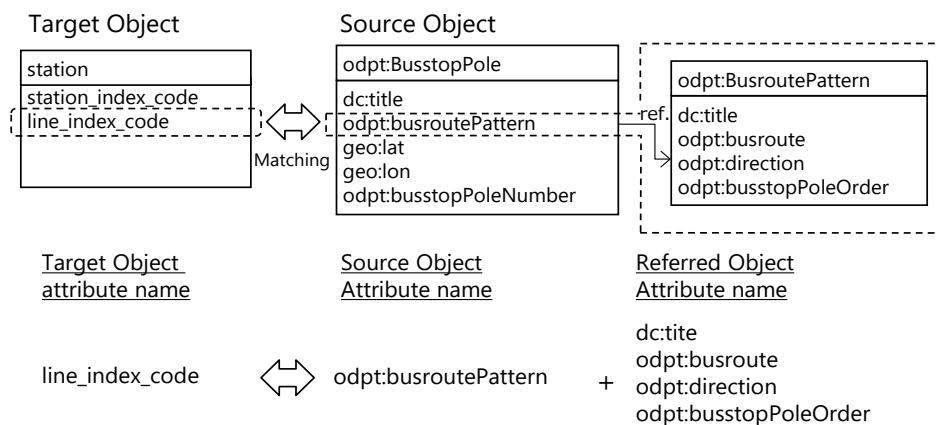 Target Object
Source Object
station
station_index_code
line_index_code
Matching
odpt:BusstopPole
dc:title
odpt:busroutePattern
geo:lat
geo:lon
odpt:busstopPoleNumber
ref.
odpt:BusroutePattern
dc:title
odpt:busroute
odpt:direction
odpt:busstopPoleOrder
Target Object
attribute name
Source Object
Attribute name
Referred Object
Attribute name
line_index_code
odpt:busroutePattern
+
dc:tite
odpt:busroute
odpt:direction
odpt:busstopPoleOrder